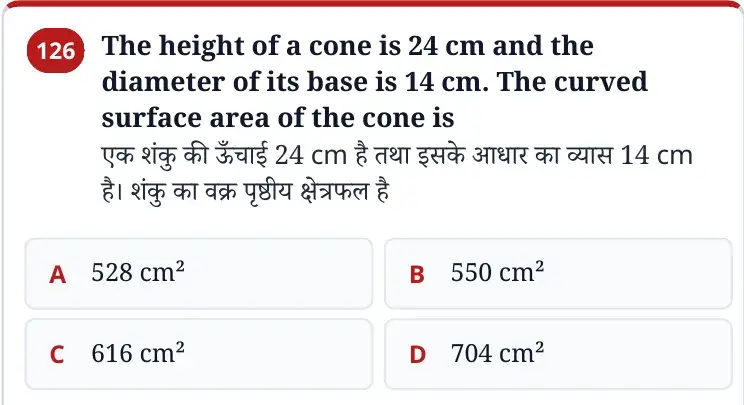 126 The height of a cone is 24 cm and the
diameter of its base is 14 cm. The curved
surface area of the cone is
एक शंकु की ऊँचाई 24 cm है तथा इसके आधार का व्यास 14 cm
है। शंकु का वक्र पृष्ठीय क्षेत्रफल है
A 528 cm²
B 550 cm²
C 616 cm²
D 704 cm²